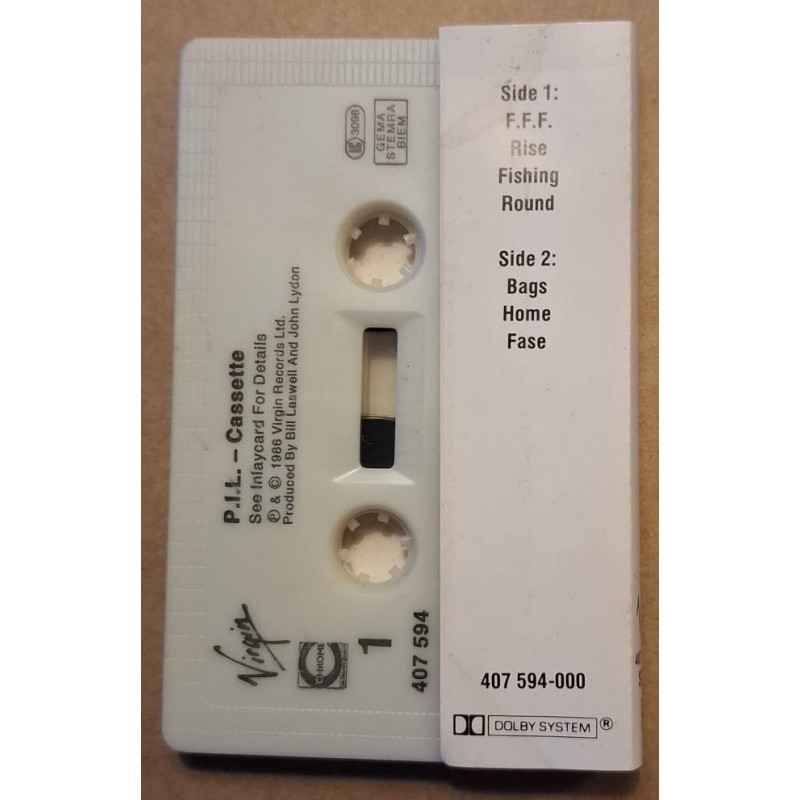 P.I.L. – Cassette
See Inlaycard For Details
℗ & © 1986 Virgin Records Ltd.
Produced By Bill Laswell And John Lydon
Virgin
CHROME
1
407 594
LC 3098
GEMA
STEMRA
BIEM
Side 1:
F.F.F.
Rise
Fishing
Round
Side 2:
Bags
Home
Fase
407 594-000
DOLBY SYSTEM ®